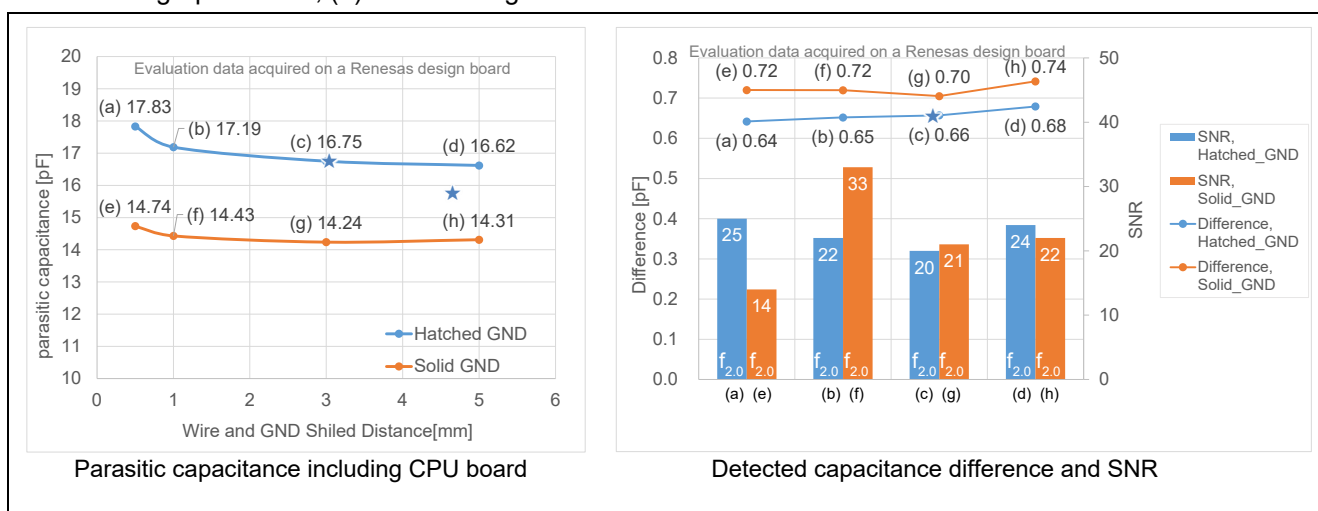 Evaluation data acquired on a Renesas design board
20
19
18
17
16
15
14
13
12
11
10
parasitic capacitance [pF]
(a) 17.83
(b) 17.19
(c) 16.75
(d) 16.62
(e) 14.74
(f) 14.43
(g) 14.24
(h) 14.31
Hatched GND
Solid GND
0 1 2 3 4 5 6
Wire and GND Shiled Distance[mm]
Parasitic capacitance including CPU board
Evaluation data acquired on a Renesas design board
0.8
0.7
0.6
0.5
0.4
0.3
0.2
0.1
0.0
Difference [pF]
(e) 0.72
(f) 0.72
(g) 0.70
(h) 0.74
(a) 0.64
(b) 0.65
(c) 0.66
(d) 0.68
25
14
22
33
20
21
24
22
f2.0 f2.0 f2.0 f2.0 f2.0 f2.0 f2.0 f2.0
(a) (e) (b) (f) (c) (g) (d) (h)
50
40
30
20
10
0
SNR
SNR,
Hatched_GND
SNR,
Solid_GND
Difference,
Hatched_GND
Difference,
Solid_GND
Detected capacitance difference and SNR